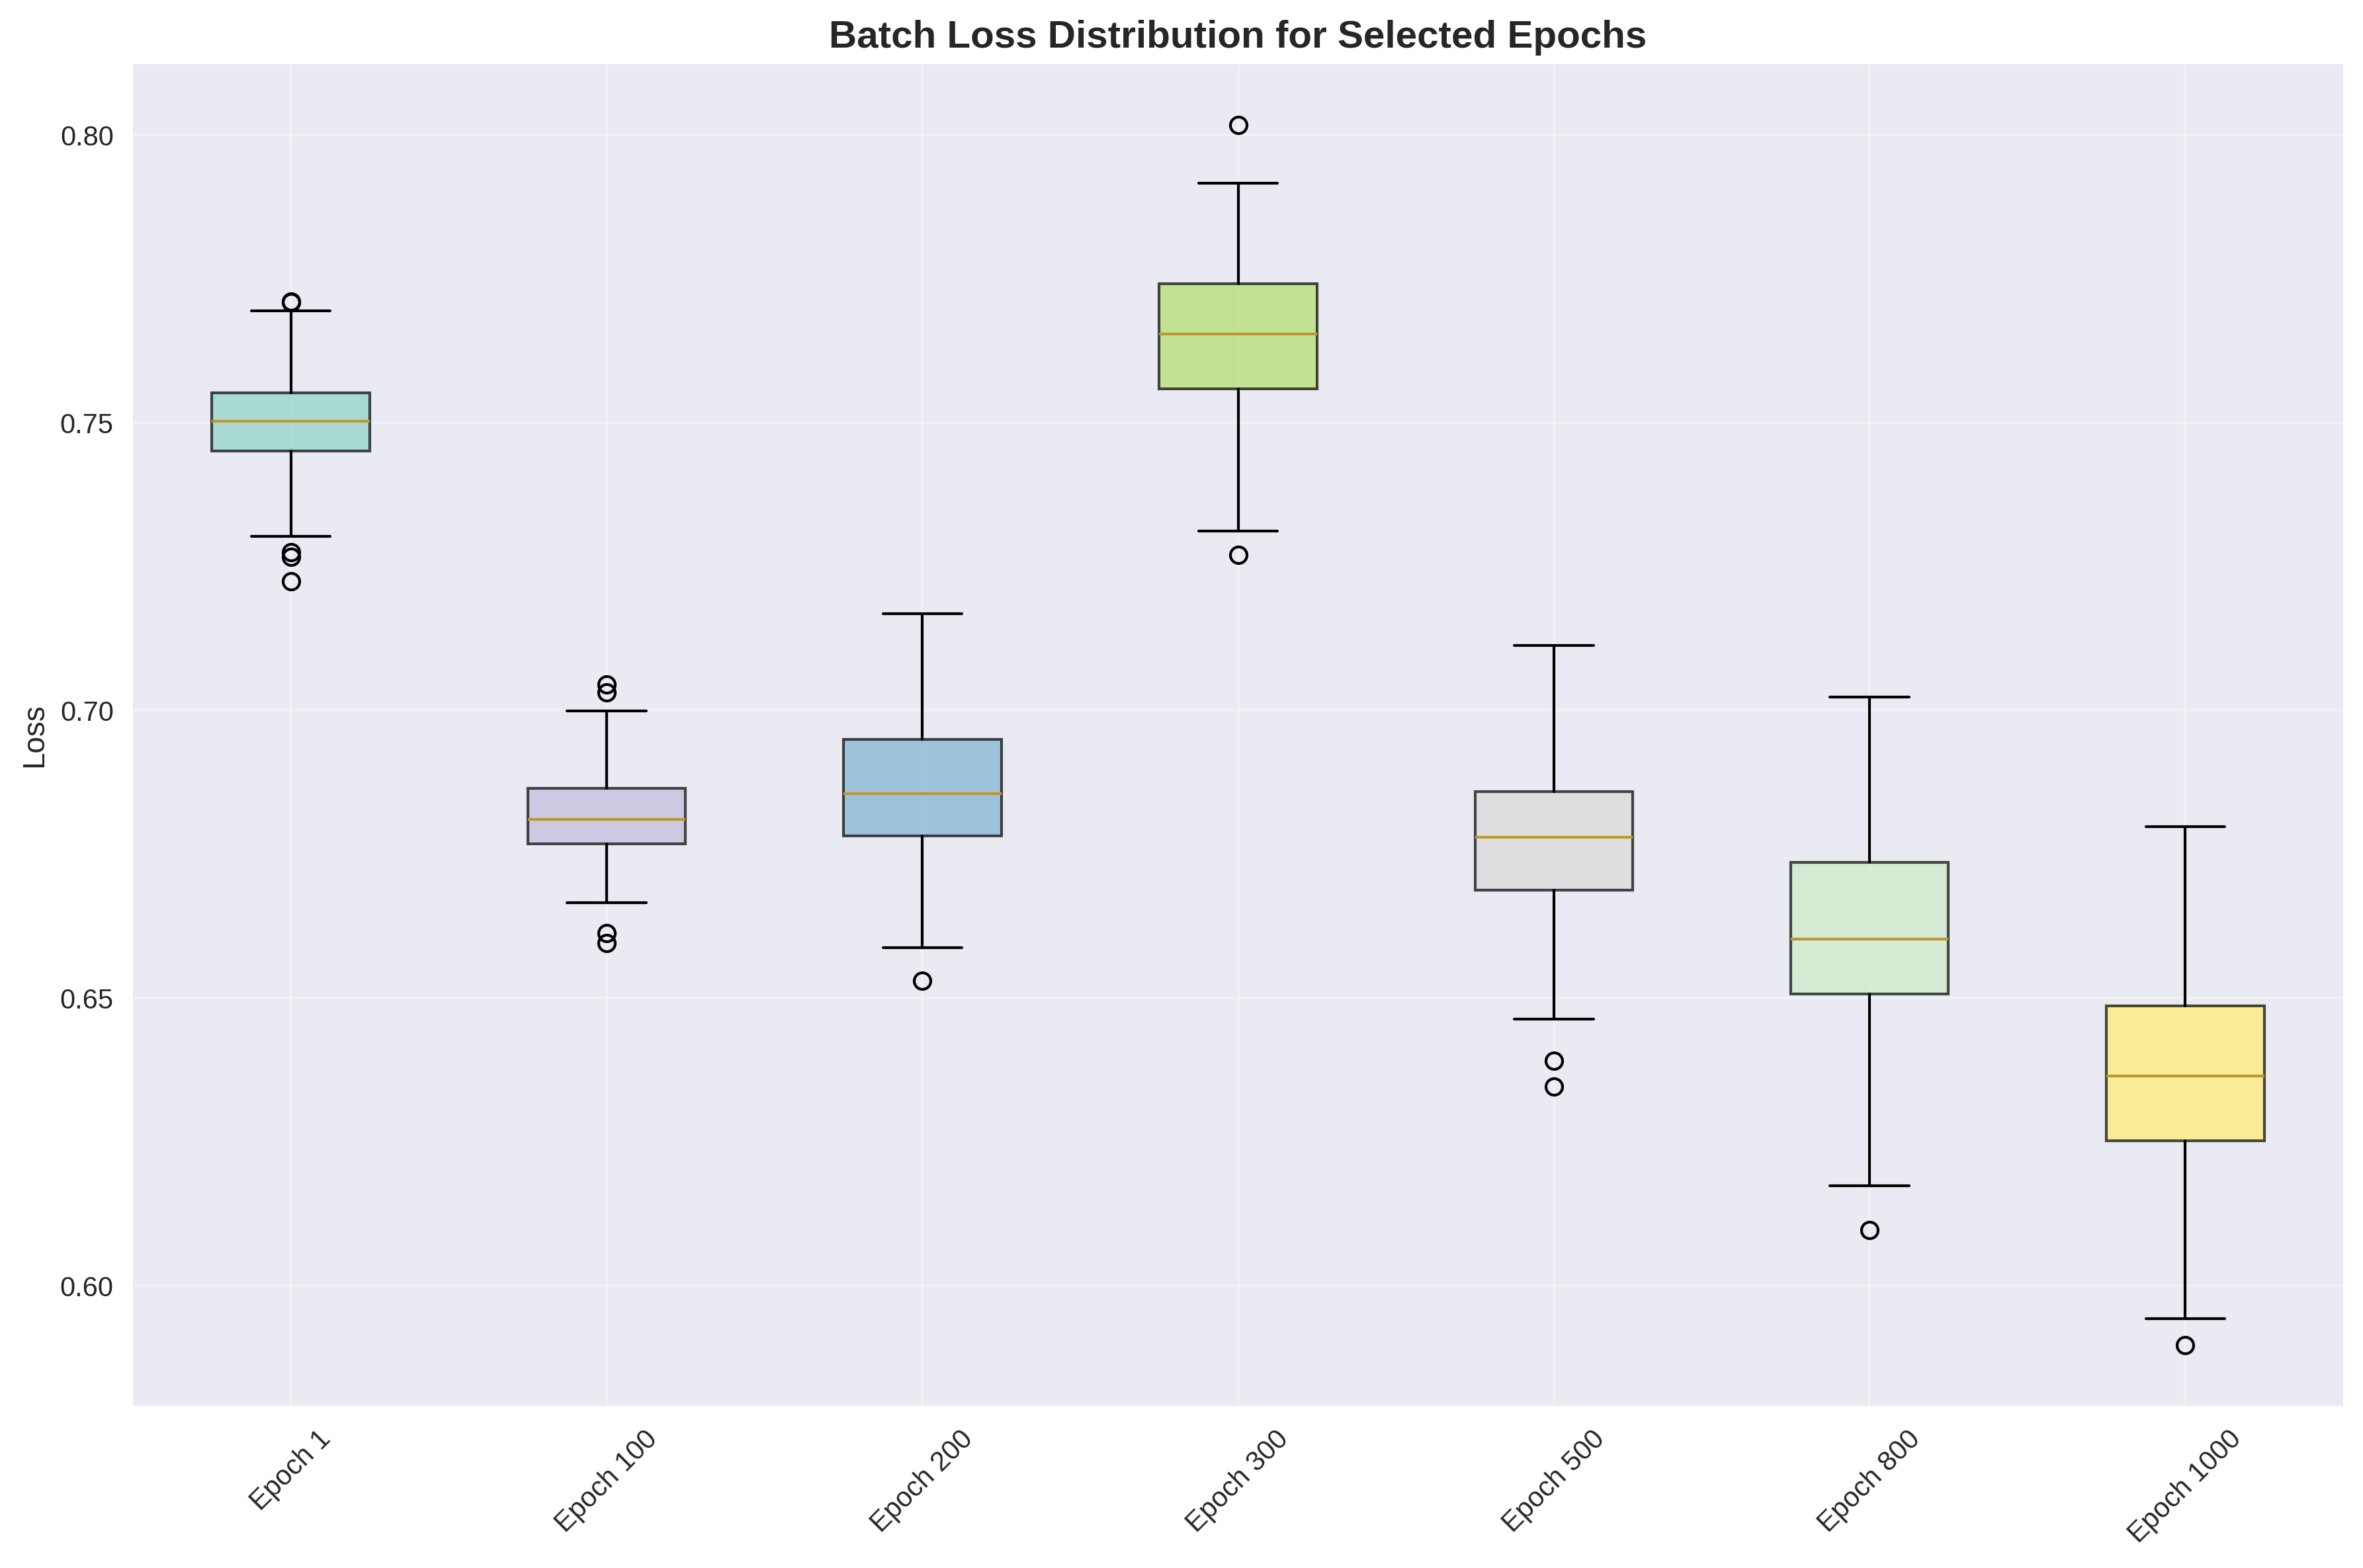 Batch Loss Distribution for Selected Epochs
0.80
0.75
0.70
0.65
0.60
Loss
Epoch 1
Epoch 100
Epoch 200
Epoch 300
Epoch 500
Epoch 800
Epoch 1000